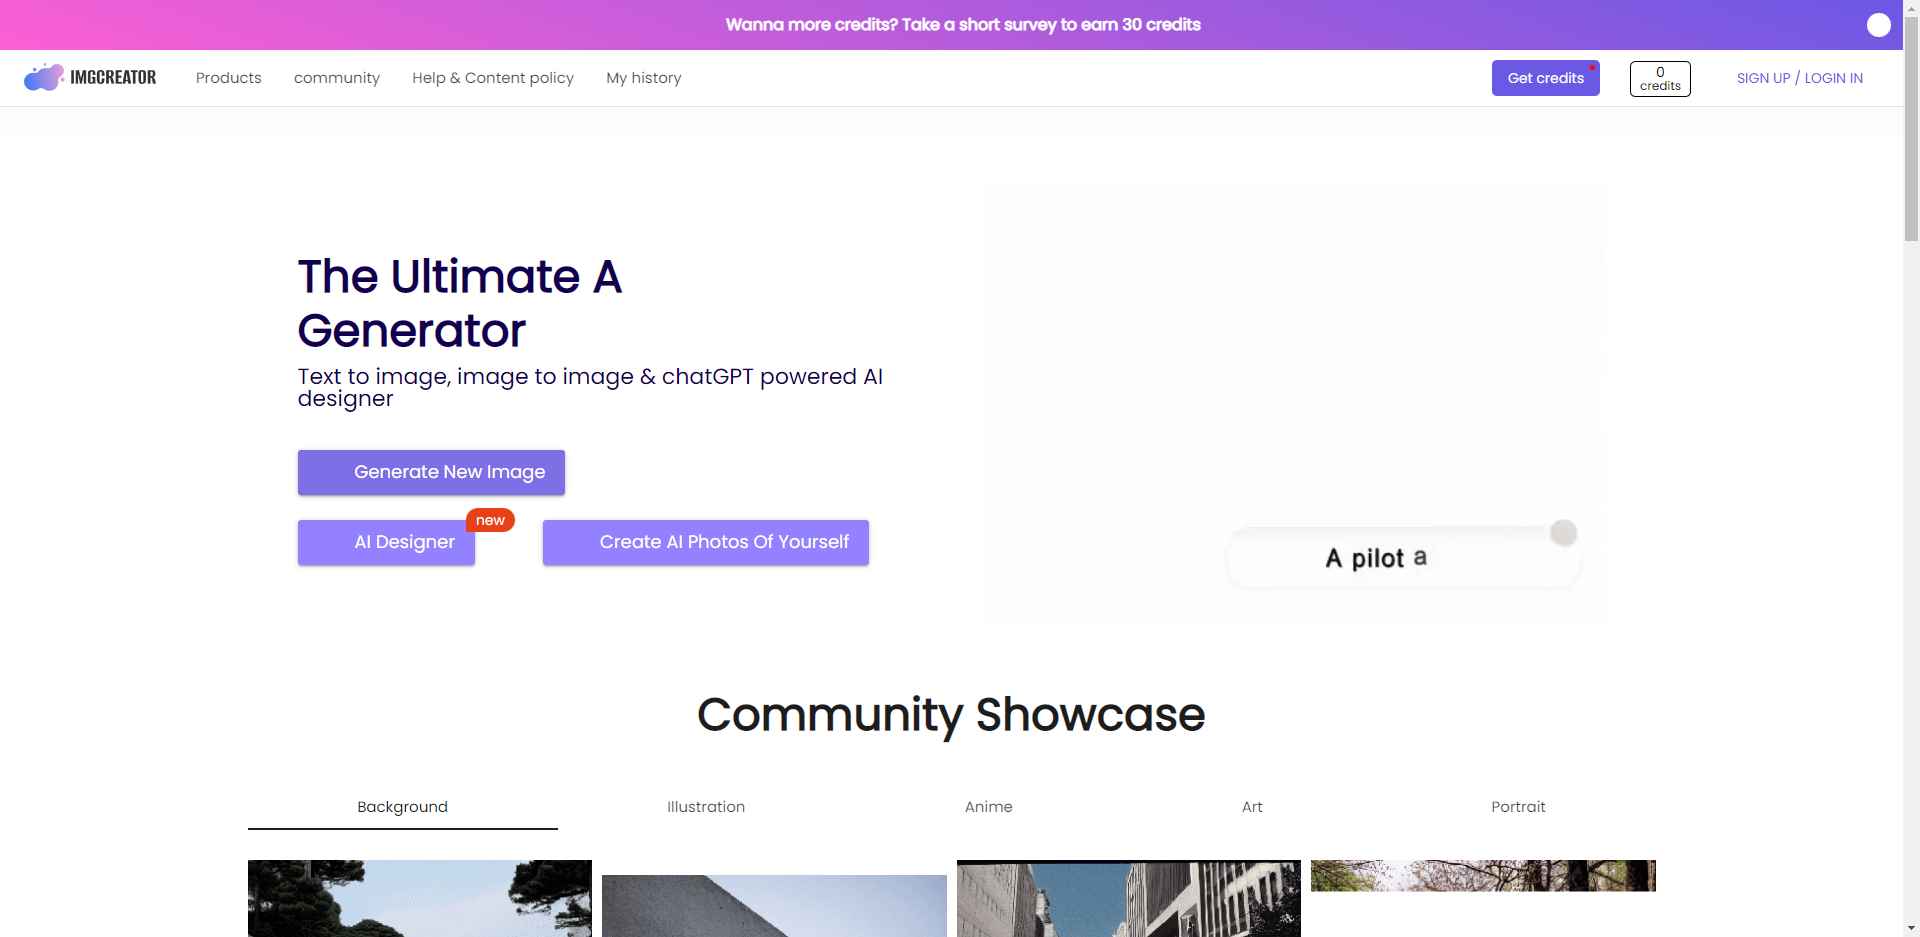 Wanna more credits? Take a short survey to earn 30 credits
IMGCREATOR
Products
community
Help & Content policy
My history
Get credits
0
credits
SIGN UP / LOGIN IN
The Ultimate A
Generator
Text to image, image to image & chatGPT powered AI
designer
Generate New Image
new
AI Designer
Create AI Photos Of Yourself
A pilot a
Community Showcase
Background
Illustration
Anime
Art
Portrait